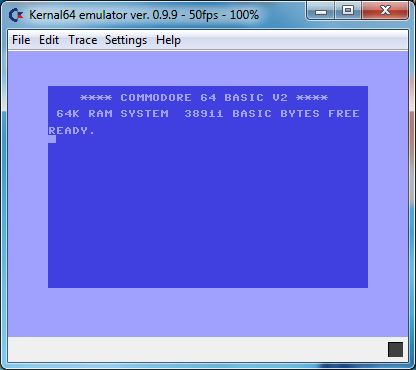 Kernal64 emulator ver. 0.9.9 - 50fps - 100%
File Edit Trace Settings Help
**** COMMODORE 64 BASIC V2 ****
64K RAM SYSTEM 38911 BASIC BYTES FREE
READY.